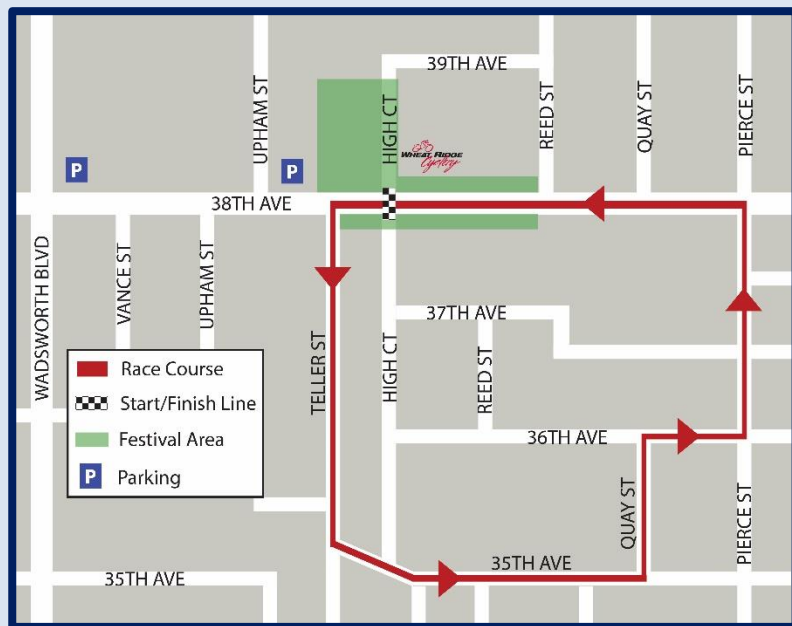 39TH AVE
UPHAM ST
HIGH CT
REED ST
QUAY ST
PIERCE ST
WHEAT RIDGE
Cyclery
P
P
38TH AVE
WADSWORTH BLVD
VANCE ST
UPHAM ST
TELLER ST
HIGH CT
37TH AVE
REED ST
36TH AVE
QUAY ST
PIERCE ST
35TH AVE
35TH AVE
Race Course
Start/Finish Line
Festival Area
P Parking